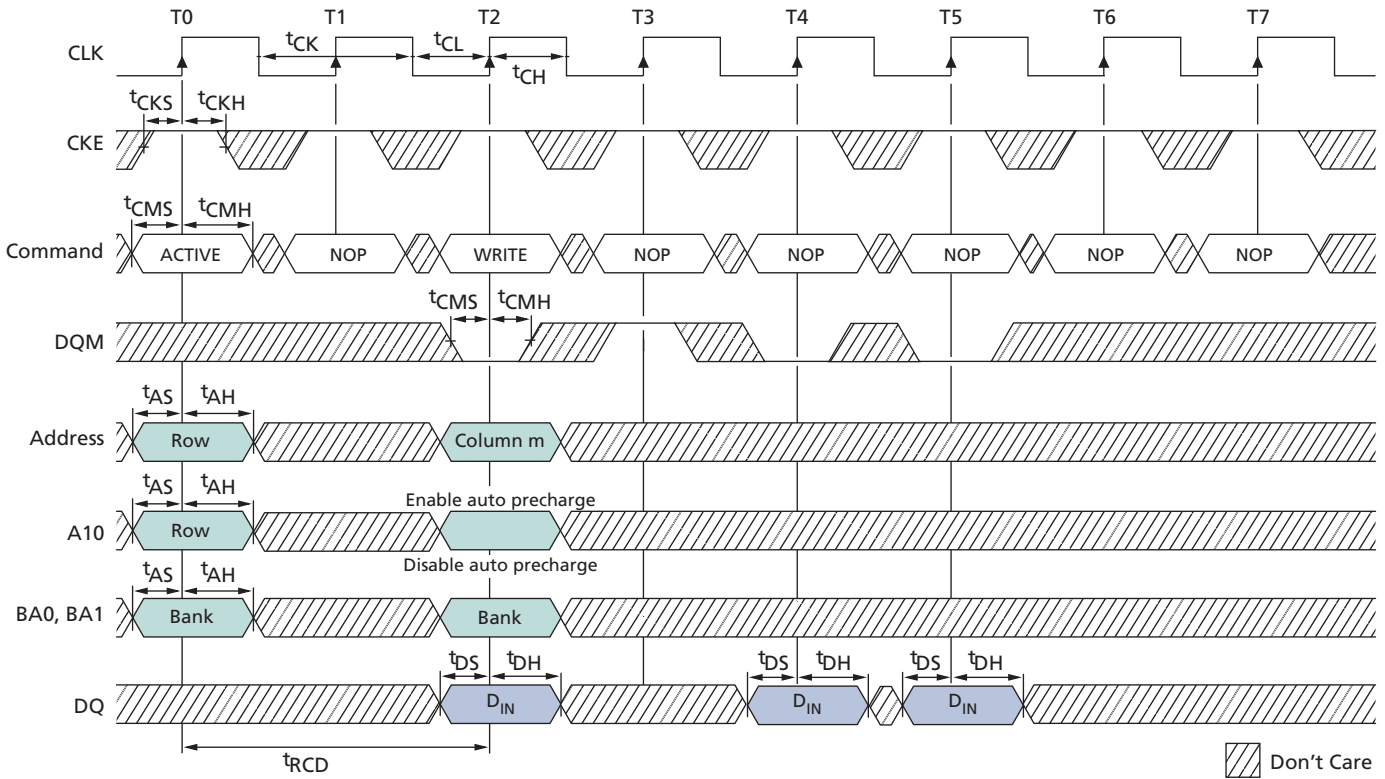 T0 T1 T2 T3 T4 T5 T6 T7
CLK
tCK tCL
tCH
tCKS tCKH
CKE
tCMS tCMH
Command ACTIVE NOP WRITE NOP NOP NOP NOP NOP
tCMS tCMH
DQM
tAS tAH
Address Row Column m
tAS tAH Enable auto precharge
A10 Row
Disable auto precharge
tAS tAH
BA0, BA1 Bank Bank
tDS tDH tDS tDH tDS tDH
DQ DIN DIN DIN
tRCD
Don't Care